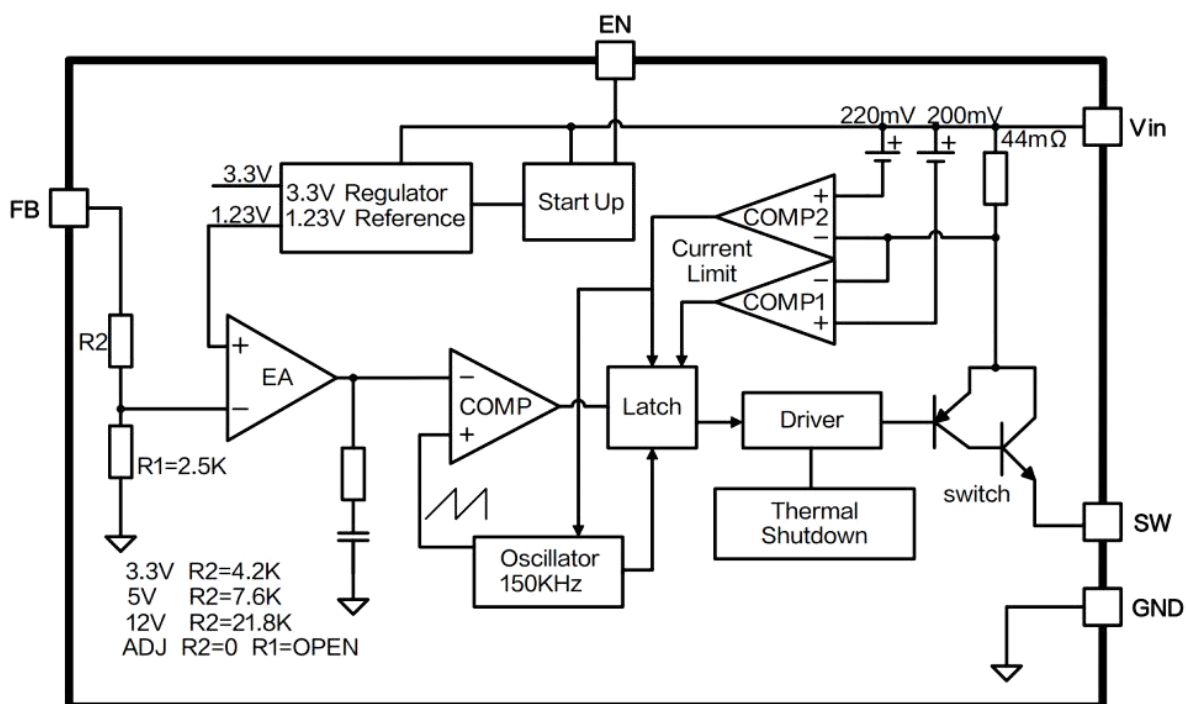 EN
220mV 200mV
Vin
44mΩ
3.3V
3.3V Regulator
1.23V Reference
Start Up
FB
1.23V
+
+
+
COMP2
−
Current
Limit
−
COMP1
+
R2
+
EA
−
−
COMP
+
Latch
Driver
R1=2.5K
switch
Thermal
Shutdown
SW
Oscillator
150KHz
3.3V R2=4.2K
5V R2=7.6K
12V R2=21.8K
ADJ R2=0 R1=OPEN
GND